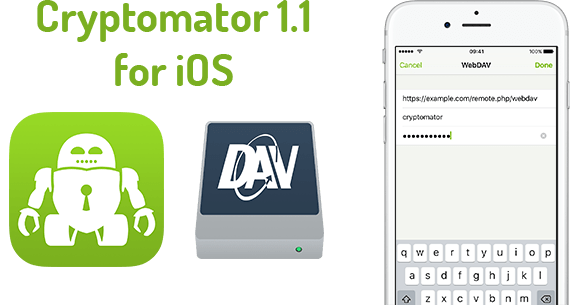 Cryptomator 1.1
for iOS
DAV
09:41
100%
Cancel
WebDAV
Done
https://example.com/remote.php/webdav
cryptomator
•••••••••••
q w e r t y u i o p
a s d f g h j k l
z x c v b n m